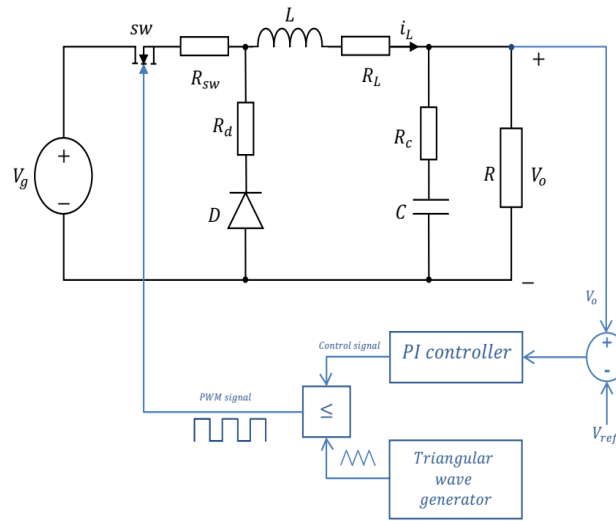 sw
L
i_L
R_sw
R_L
+
R_d
R_c
+
−
V_g
R
V_o
D
C
−
V_o
Control signal
PI controller
+
-
PWM signal
≤
V_ref
Triangular
wave
generator